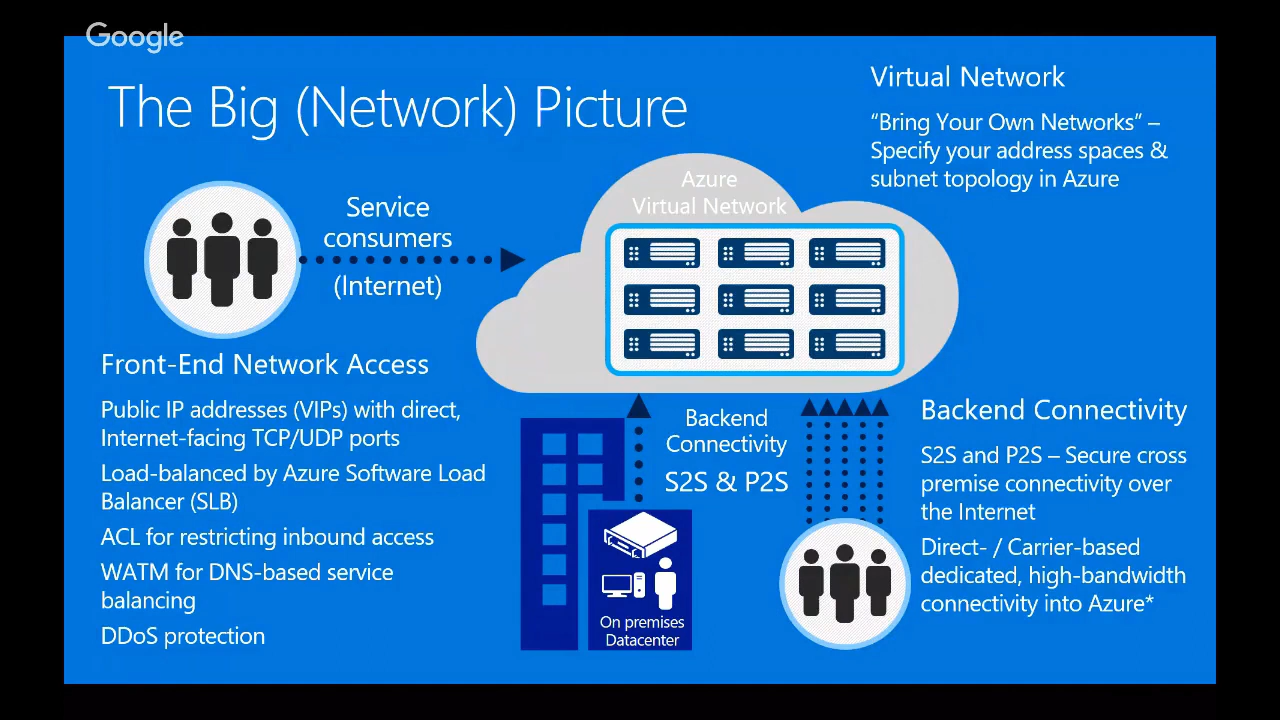 Google
The Big (Network) Picture
Virtual Network
“Bring Your Own Networks” –
Specify your address spaces &
subnet topology in Azure
Azure
Virtual Network
Service
consumers
(Internet)
Front-End Network Access
Public IP addresses (VIPs) with direct,
Internet-facing TCP/UDP ports
Load-balanced by Azure Software Load
Balancer (SLB)
ACL for restricting inbound access
WATM for DNS-based service
balancing
DDoS protection
Backend
Connectivity
S2S & P2S
On premises
Datacenter
Backend Connectivity
S2S and P2S – Secure cross
premise connectivity over
the Internet
Direct- / Carrier-based
dedicated, high-bandwidth
connectivity into Azure*